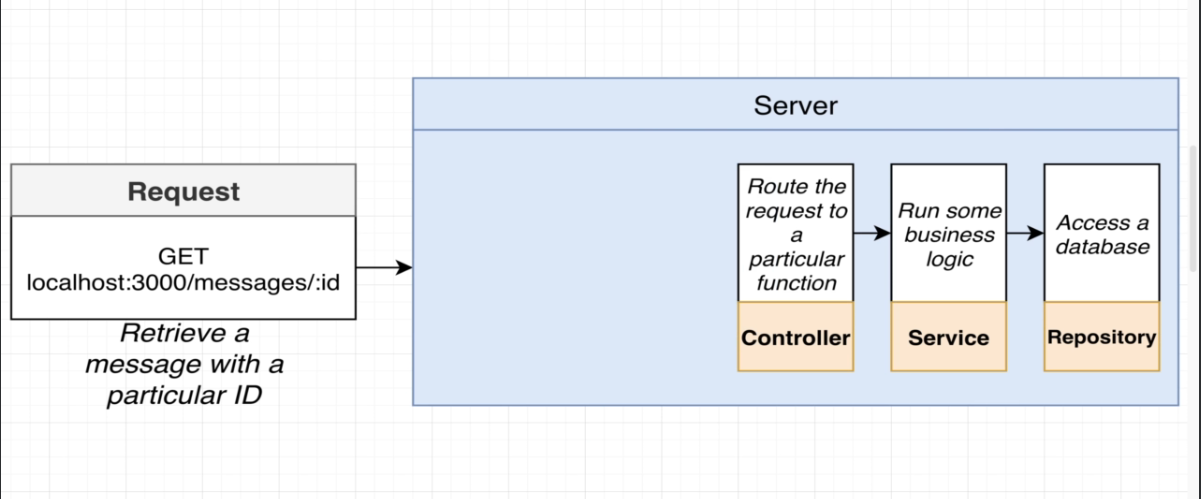 Server
Request
GET
localhost:3000/messages/:id
Retrieve a
message with a
particular ID
Route the
request to
a
particular
function
Controller
Run some
business
logic
Service
Access a
database
Repository